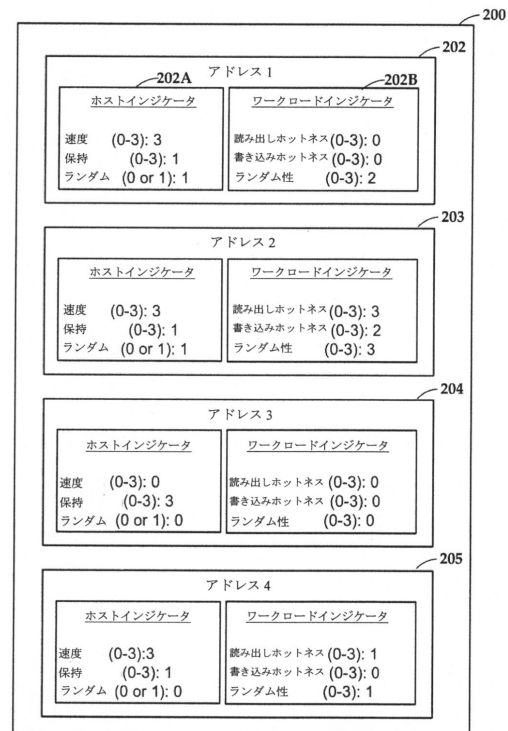 200
202
アドレス 1
202A
202B
ホストインジケータ
速度 (0-3): 3
保持 (0-3): 1
ランダム (0 or 1): 1
ワークロードインジケータ
読み出しホットネス (0-3): 0
書き込みホットネス (0-3): 0
ランダム性 (0-3): 2
203
アドレス 2
ホストインジケータ
速度 (0-3): 3
保持 (0-3): 1
ランダム (0 or 1): 1
ワークロードインジケータ
読み出しホットネス (0-3): 3
書き込みホットネス (0-3): 2
ランダム性 (0-3): 3
204
アドレス 3
ホストインジケータ
速度 (0-3): 0
保持 (0-3): 3
ランダム (0 or 1): 0
ワークロードインジケータ
読み出しホットネス (0-3): 0
書き込みホットネス (0-3): 0
ランダム性 (0-3): 0
205
アドレス 4
ホストインジケータ
速度 (0-3):3
保持 (0-3): 1
ランダム (0 or 1): 0
ワークロードインジケータ
読み出しホットネス (0-3): 1
書き込みホットネス (0-3): 0
ランダム性 (0-3): 1